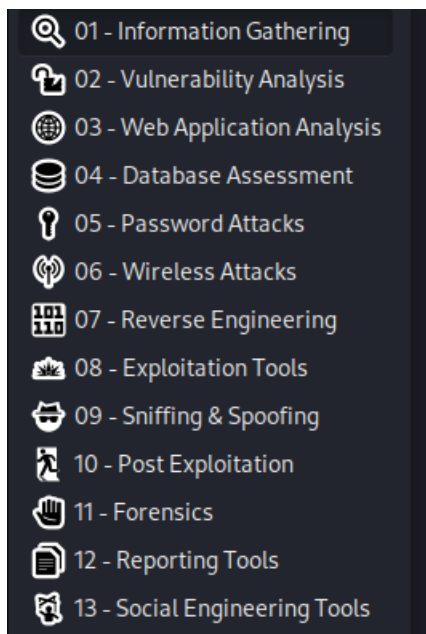 01 - Information Gathering
02 - Vulnerability Analysis
03 - Web Application Analysis
04 - Database Assessment
05 - Password Attacks
06 - Wireless Attacks
07 - Reverse Engineering
08 - Exploitation Tools
09 - Sniffing & Spoofing
10 - Post Exploitation
11 - Forensics
12 - Reporting Tools
13 - Social Engineering Tools